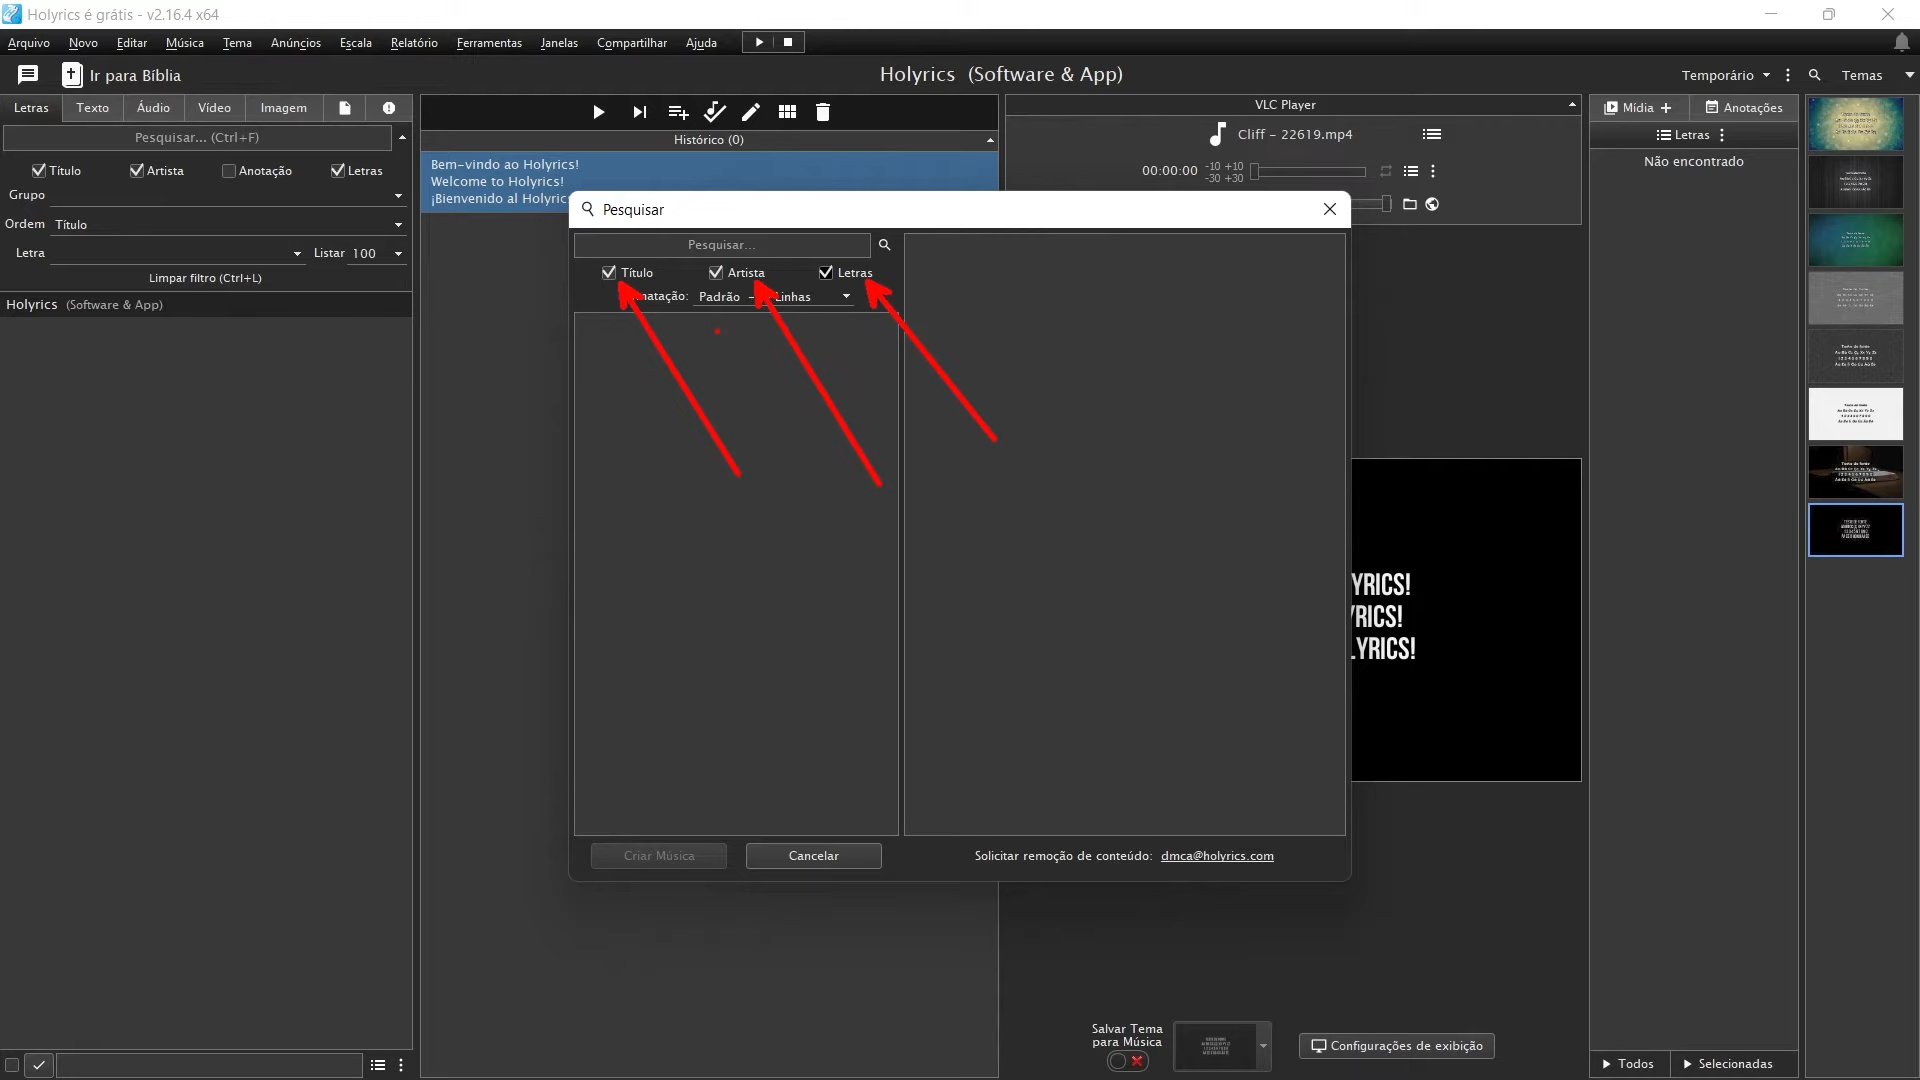 Holyrics é grátis - v2.16.4 x64
Arquivo Novo Editar Música Tema Anúncios Escala Relatório Ferramentas Janelas Compartilhar Ajuda
Ir para Bíblia
Holyrics (Software & App)
Temporário
Temas
Letras Texto Áudio Vídeo Imagem
Pesquisar... (Ctrl+F)
Título Artista Anotação Letras
Grupo
Ordem Título
Letra Listar 100
Limpar filtro (Ctrl+L)
Holyrics (Software & App)
Histórico (0)
Bem-vindo ao Holyrics!
Welcome to Holyrics!
¡Bienvenido al Holyric
VLC Player
Cliff - 22619.mp4
00:00:00 -10 +10
-30 +30
Mídia + Anotações
Letras
Não encontrado
Pesquisar
Pesquisar...
Título Artista Letras
Padrão - Linhas
Criar Música Cancelar
Solicitar remoção de conteúdo: dmca@holyrics.com
YRICS!
YRICS!
LYRICS!
Salvar Tema
para Música
Configurações de exibição
Todos Selecionadas